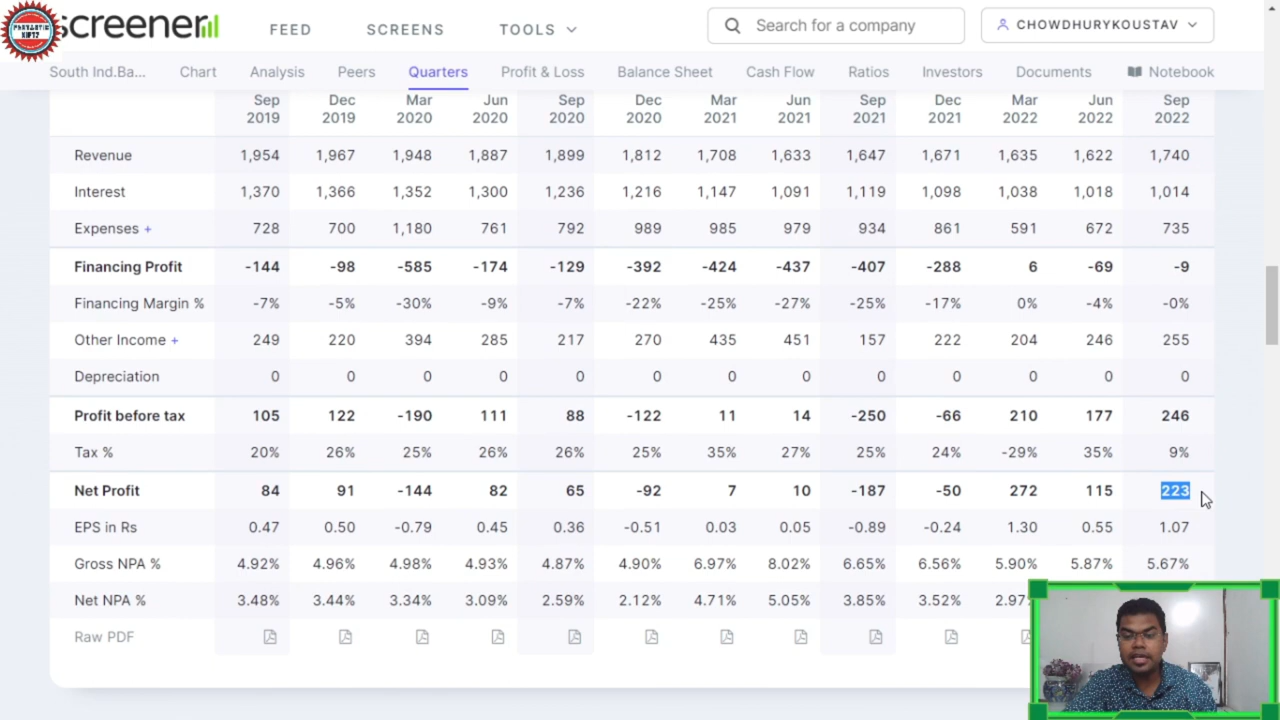 FANTASTIC
NIFTY
screener
FEED
SCREENS
TOOLS
Search for a company
CHOWDHURYKOUSTAV
South Ind.Ba... Chart Analysis Peers Quarters Profit & Loss Balance Sheet Cash Flow Ratios Investors Documents Notebook
Sep Dec Mar Jun Sep Dec Mar Jun Sep Dec Mar Jun Sep
2019 2019 2020 2020 2020 2020 2021 2021 2021 2021 2022 2022 2022
Revenue 1,954 1,967 1,948 1,887 1,899 1,812 1,708 1,633 1,647 1,671 1,635 1,622 1,740
Interest 1,370 1,366 1,352 1,300 1,236 1,216 1,147 1,091 1,119 1,098 1,038 1,018 1,014
Expenses + 728 700 1,180 761 792 989 985 979 934 861 591 672 735
Financing Profit -144 -98 -585 -174 -129 -392 -424 -437 -407 -288 6 -69 -9
Financing Margin % -7% -5% -30% -9% -7% -22% -25% -27% -25% -17% 0% -4% -0%
Other Income + 249 220 394 285 217 270 435 451 157 222 204 246 255
Depreciation 0 0 0 0 0 0 0 0 0 0 0 0 0
Profit before tax 105 122 -190 111 88 -122 11 14 -250 -66 210 177 246
Tax % 20% 26% 25% 26% 26% 25% 35% 27% 25% 24% -29% 35% 9%
Net Profit 84 91 -144 82 65 -92 7 10 -187 -50 272 115 223
EPS in Rs 0.47 0.50 -0.79 0.45 0.36 -0.51 0.03 0.05 -0.89 -0.24 1.30 0.55 1.07
Gross NPA % 4.92% 4.96% 4.98% 4.93% 4.87% 4.90% 6.97% 8.02% 6.65% 6.56% 5.90% 5.87% 5.67%
Net NPA % 3.48% 3.44% 3.34% 3.09% 2.59% 2.12% 4.71% 5.05% 3.85% 3.52% 2.97
Raw PDF